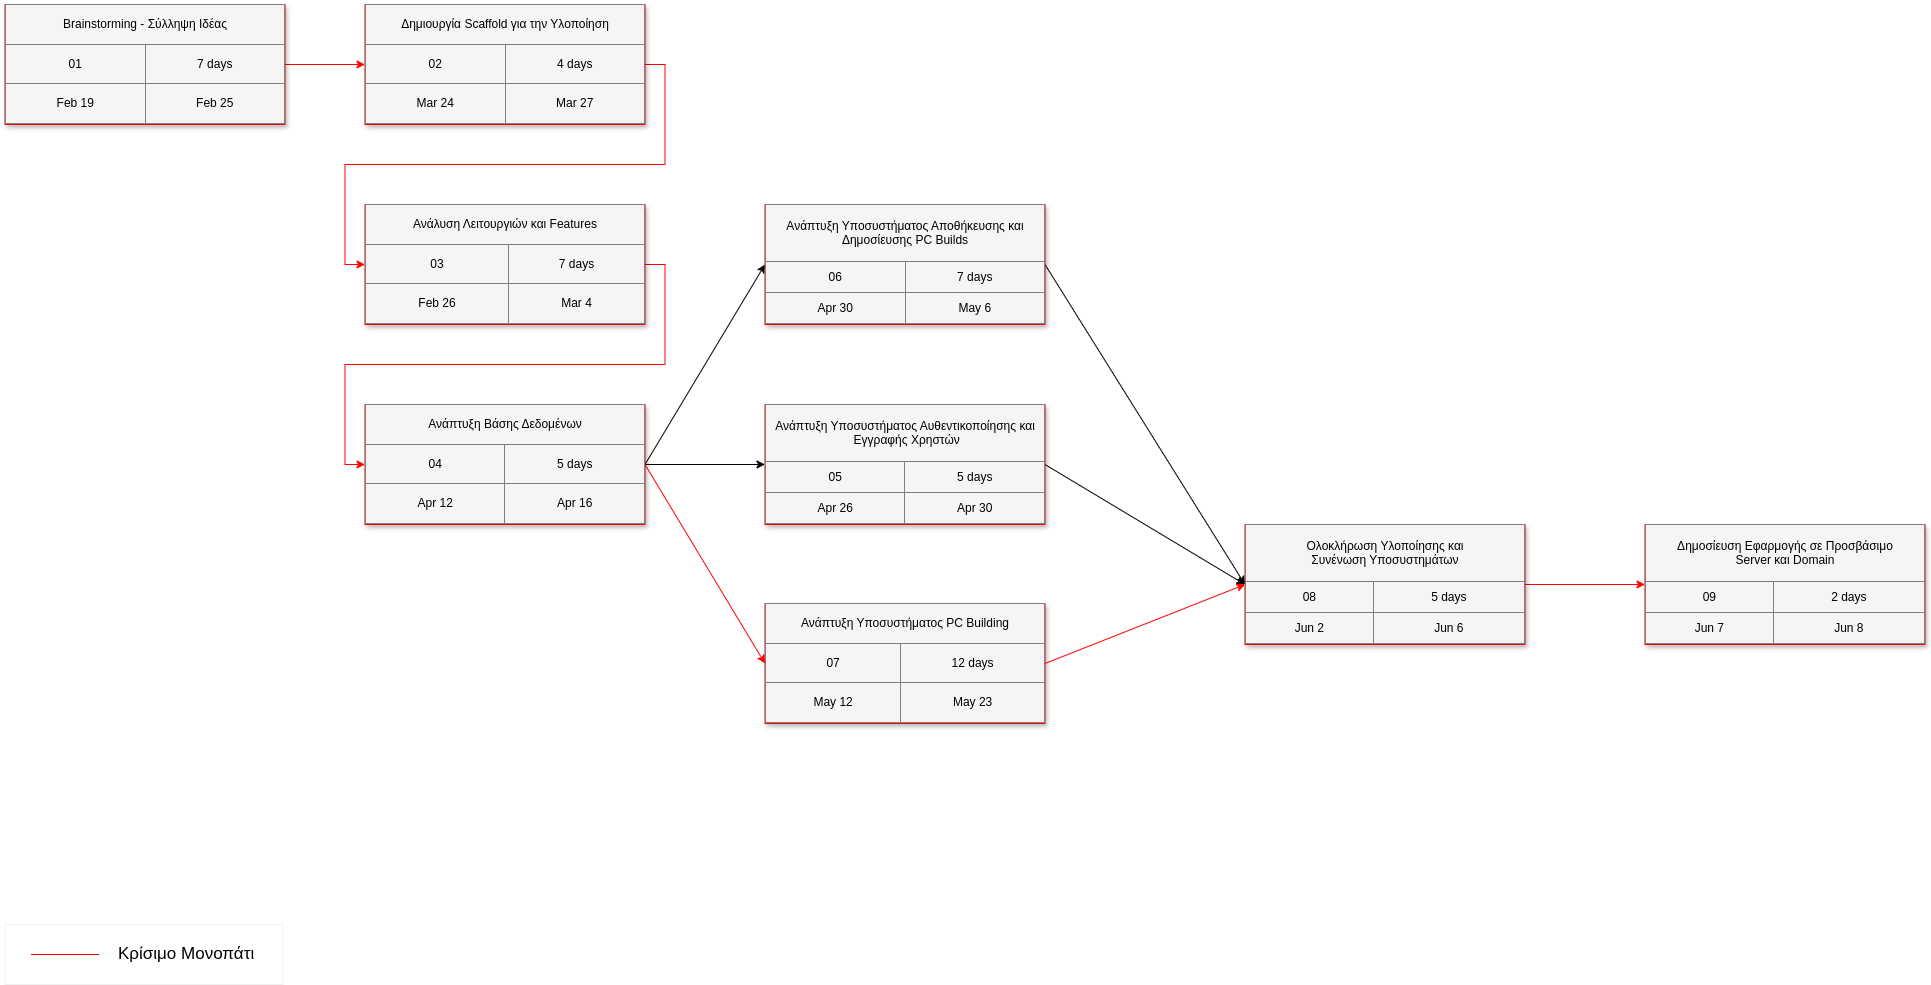 Brainstorming - Σύλληψη Ιδέας
01
7 days
Feb 19
Feb 25
Δημιουργία Scaffold για την Υλοποίηση
02
4 days
Mar 24
Mar 27
Ανάλυση Λειτουργιών και Features
03
7 days
Feb 26
Mar 4
Ανάπτυξη Βάσης Δεδομένων
04
5 days
Apr 12
Apr 16
Ανάπτυξη Υποσυστήματος Αποθήκευσης και
Δημοσίευσης PC Builds
06
7 days
Apr 30
May 6
Ανάπτυξη Υποσυστήματος Αυθεντικοποίησης και
Εγγραφής Χρηστών
05
5 days
Apr 26
Apr 30
Ανάπτυξη Υποσυστήματος PC Building
07
12 days
May 12
May 23
Ολοκλήρωση Υλοποίησης και
Συνένωση Υποσυστημάτων
08
5 days
Jun 2
Jun 6
Δημοσίευση Εφαρμογής σε Προσβάσιμο
Server και Domain
09
2 days
Jun 7
Jun 8
Κρίσιμο Μονοπάτι